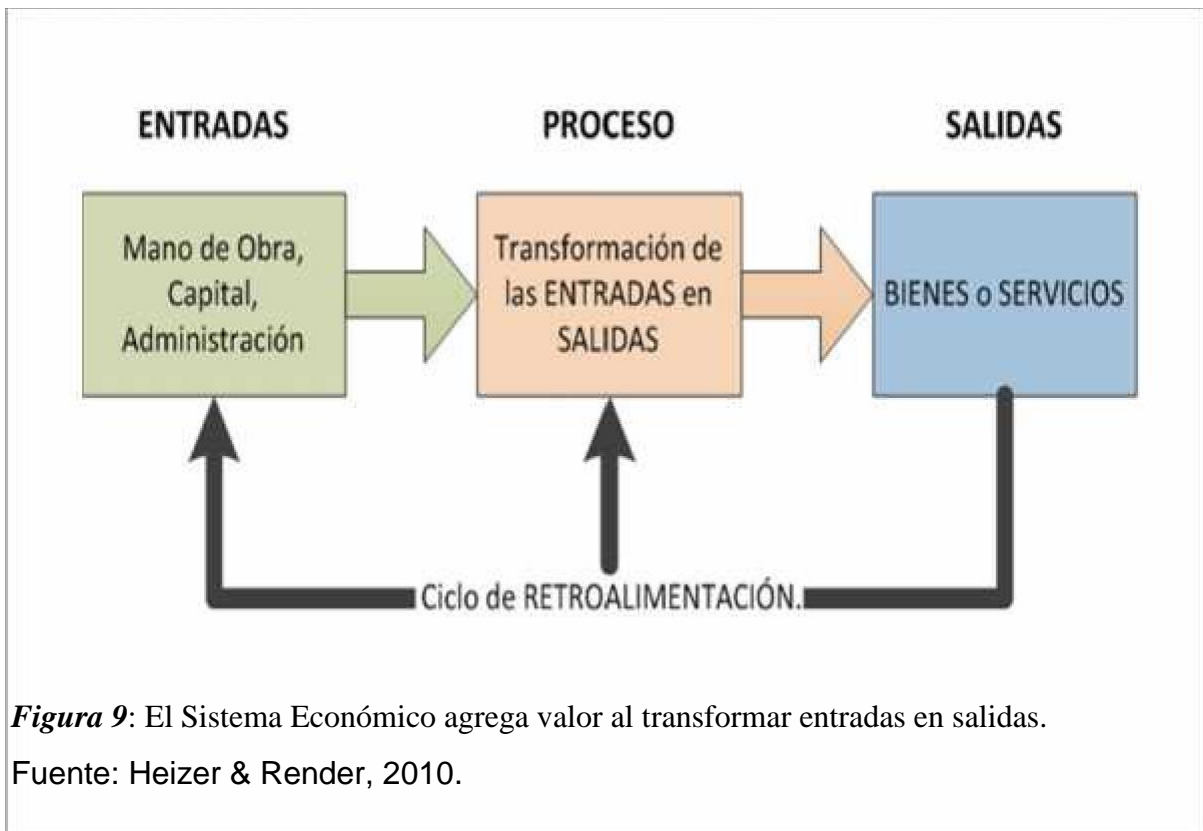 ENTRADAS
PROCESO
SALIDAS
Mano de Obra,
Capital,
Administración
Transformación de
las ENTRADAS en
SALIDAS
BIENES o SERVICIOS
Ciclo de RETROALIMENTACIÓN.
Figura 9: El Sistema Económico agrega valor al transformar entradas en salidas.
Fuente: Heizer & Render, 2010.